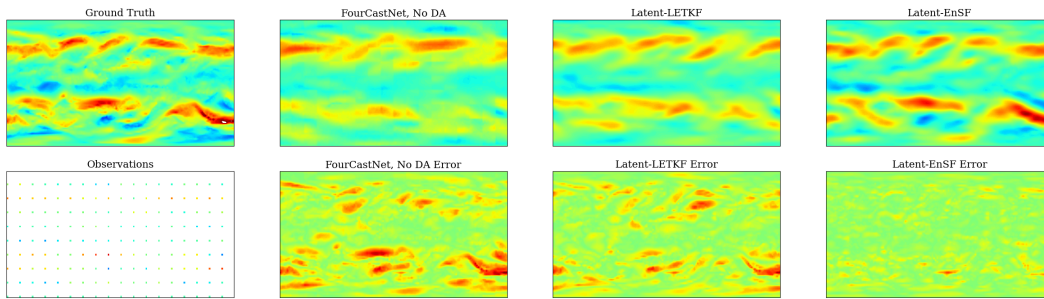 Ground Truth
FourCastNet, No DA
Latent-LETKF
Latent-EnSF
Observations
FourCastNet, No DA Error
Latent-LETKF Error
Latent-EnSF Error